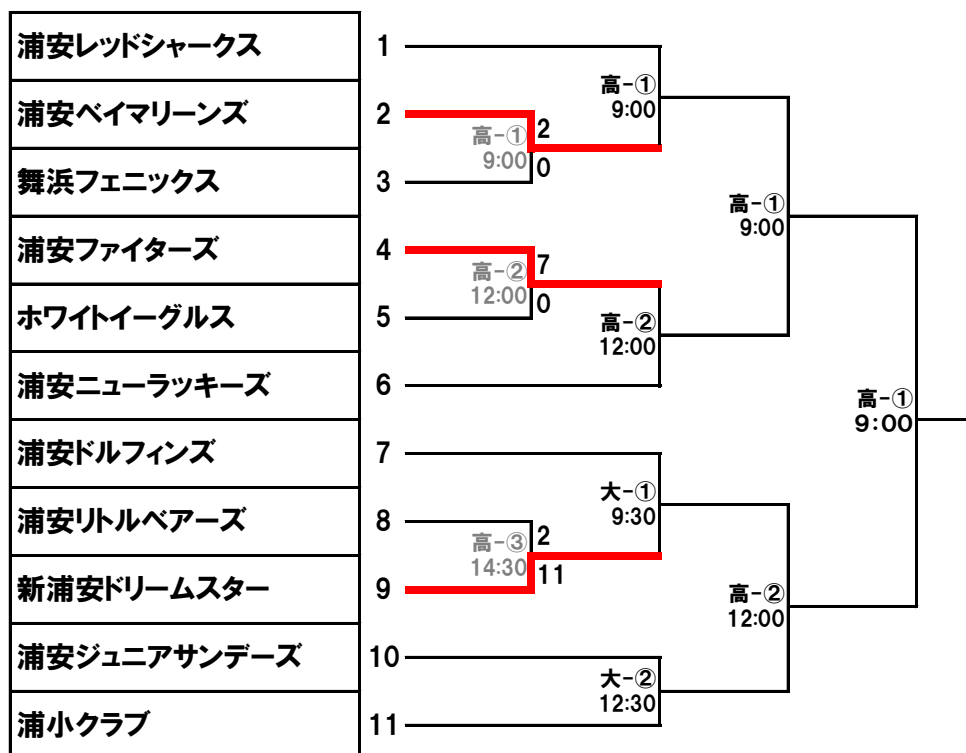 浦安レッドシャークス 1
高-①
9:00
浦安ベイマリーンズ 2
2
高-①
9:00
0
舞浜フェニックス 3
高-①
9:00
浦安ファイターズ 4
7
高-②
12:00
0
ホワイトイーグルス 5
高-②
12:00
浦安ニューラッキーズ 6
高-①
9:00
浦安ドルフィンズ 7
大-①
9:30
浦安リトルベアーズ 8
2
高-③
14:30
11
新浦安ドリームスター 9
高-②
12:00
浦安ジュニアサンデーズ 10
大-②
12:30
浦小クラブ 11